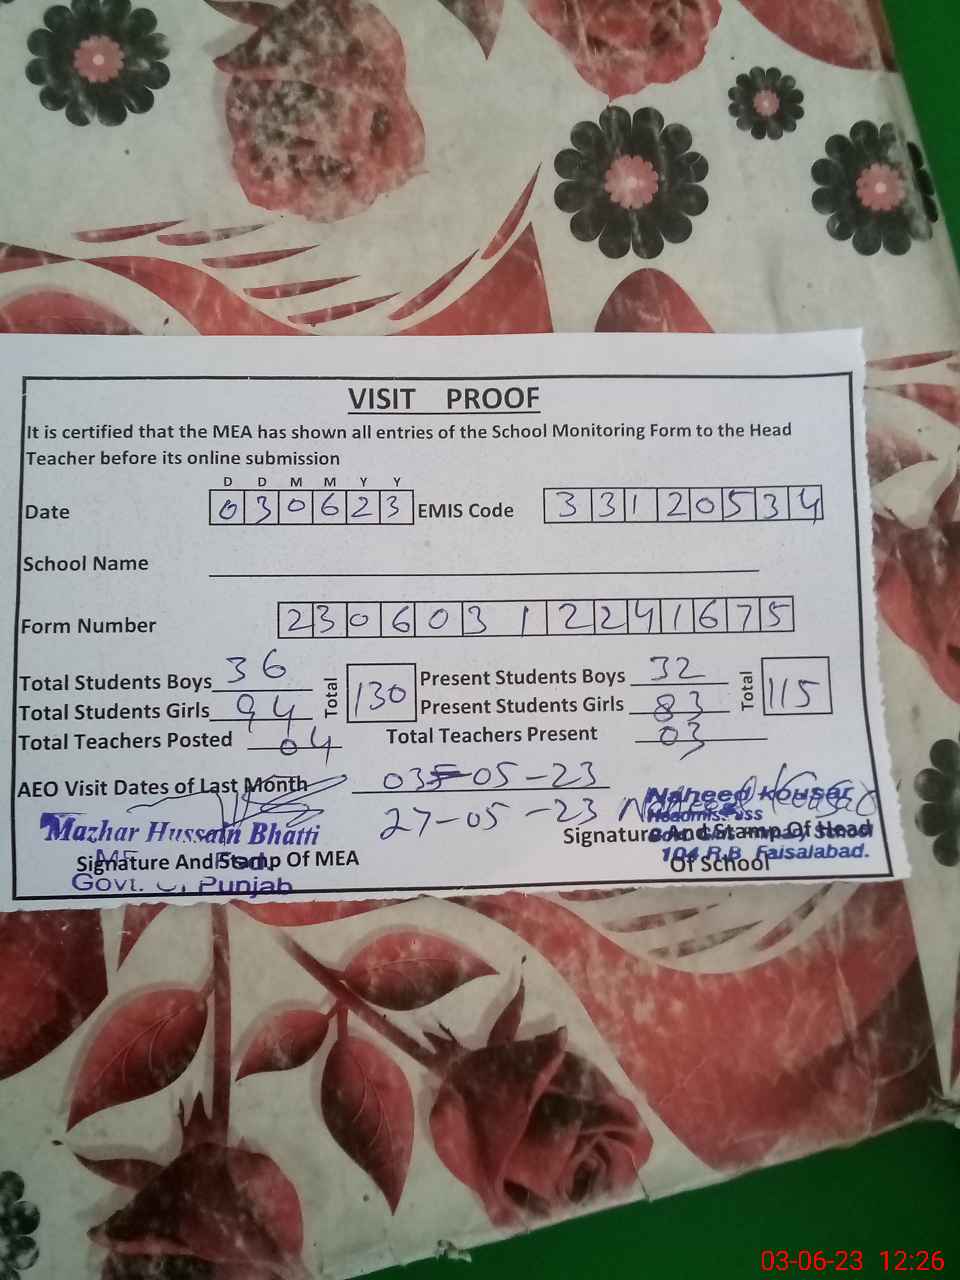 VISIT PROOF
It is certified that the MEA has shown all entries of the School Monitoring Form to the Head
Teacher before its online submission
D D M M Y Y
Date 0 3 0 6 2 3 EMIS Code 3 3 1 2 0 5 3 4
School Name
Form Number 2 3 0 6 0 3 1 2 2 4 1 6 7 5
Total Students Boys 36 Total 130 Present Students Boys 32 Total 115
Total Students Girls 94 Present Students Girls 83
Total Teachers Posted 04 Total Teachers Present 03
AEO Visit Dates of Last Month 03-05-23
27-05-23
Naheed Kousar
Mazhar Hussain Bhatti
Signature And Stamp Of Head
Signature And Stamp Of MEA
Of School
104 R.B Faisalabad.
Govt. Punjab
03-06-23 12:26